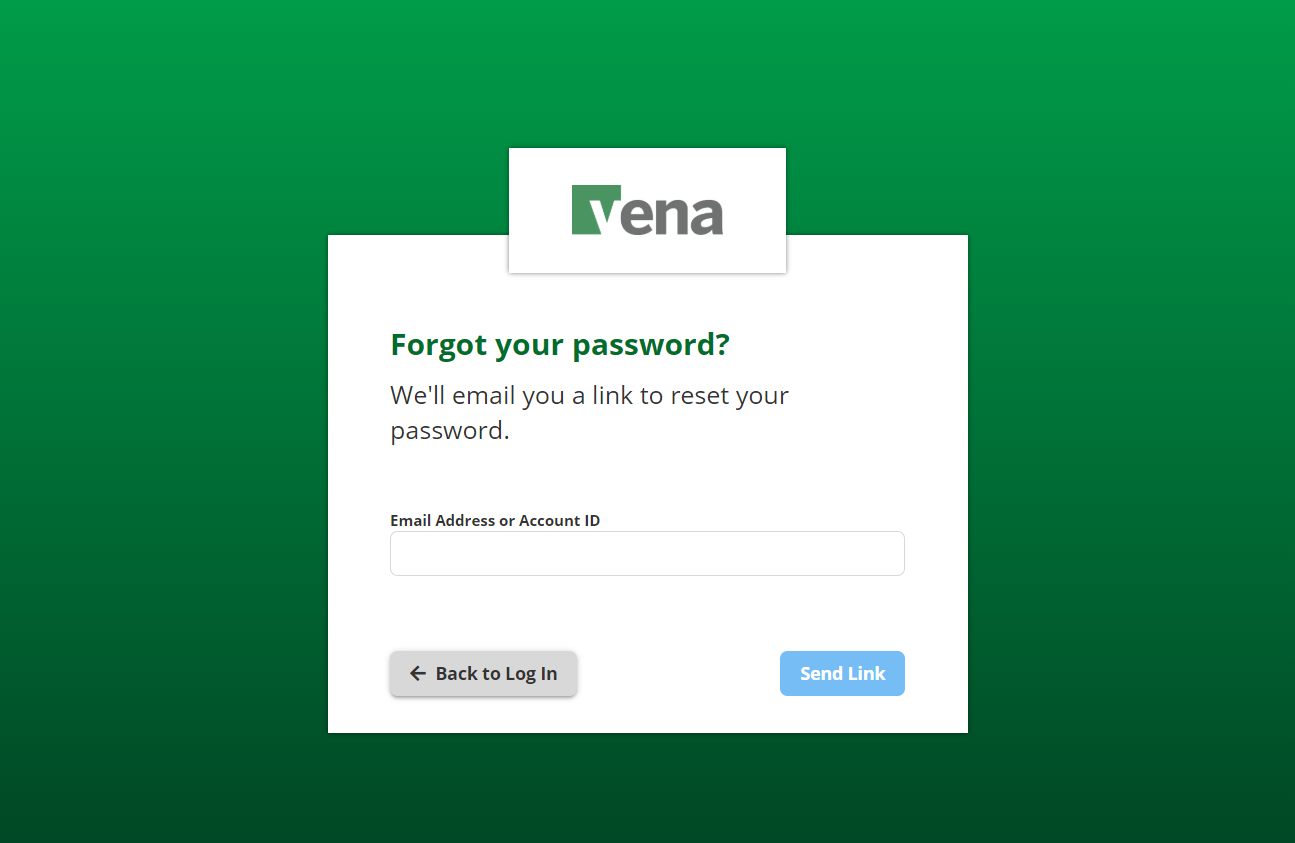 vena
Forgot your password?
We'll email you a link to reset your
password.
Email Address or Account ID
Back to Log In
Send Link